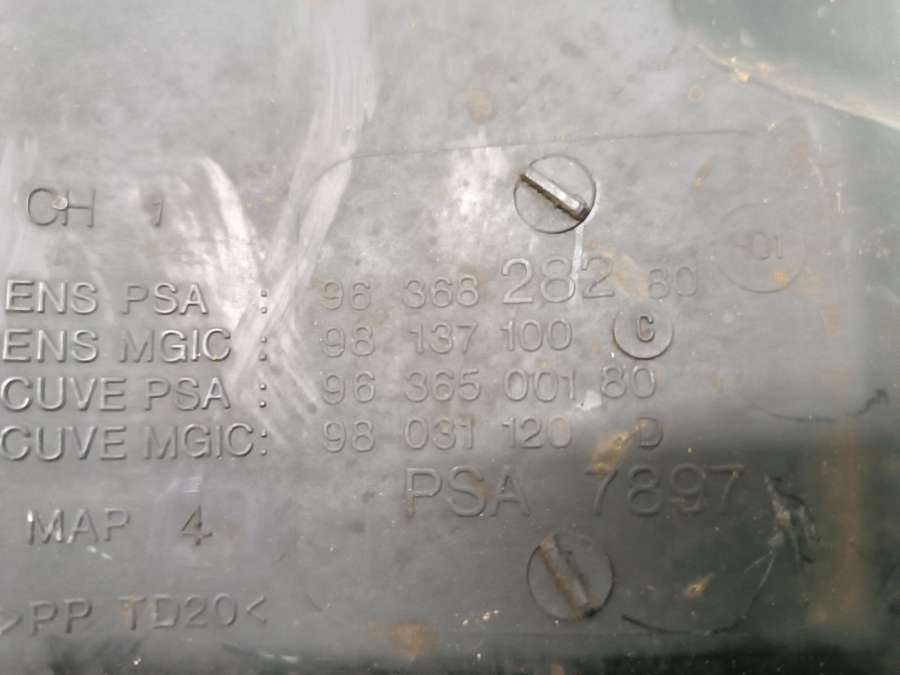 CH 1
01
ENS PSA : 96 368 282 80
ENS MGIC : 98 137 100 C
CUVE PSA : 96 365 001 80
CUVE MGIC : 98 031 120 D
PSA 7897
MAP 4
>PP TD20<